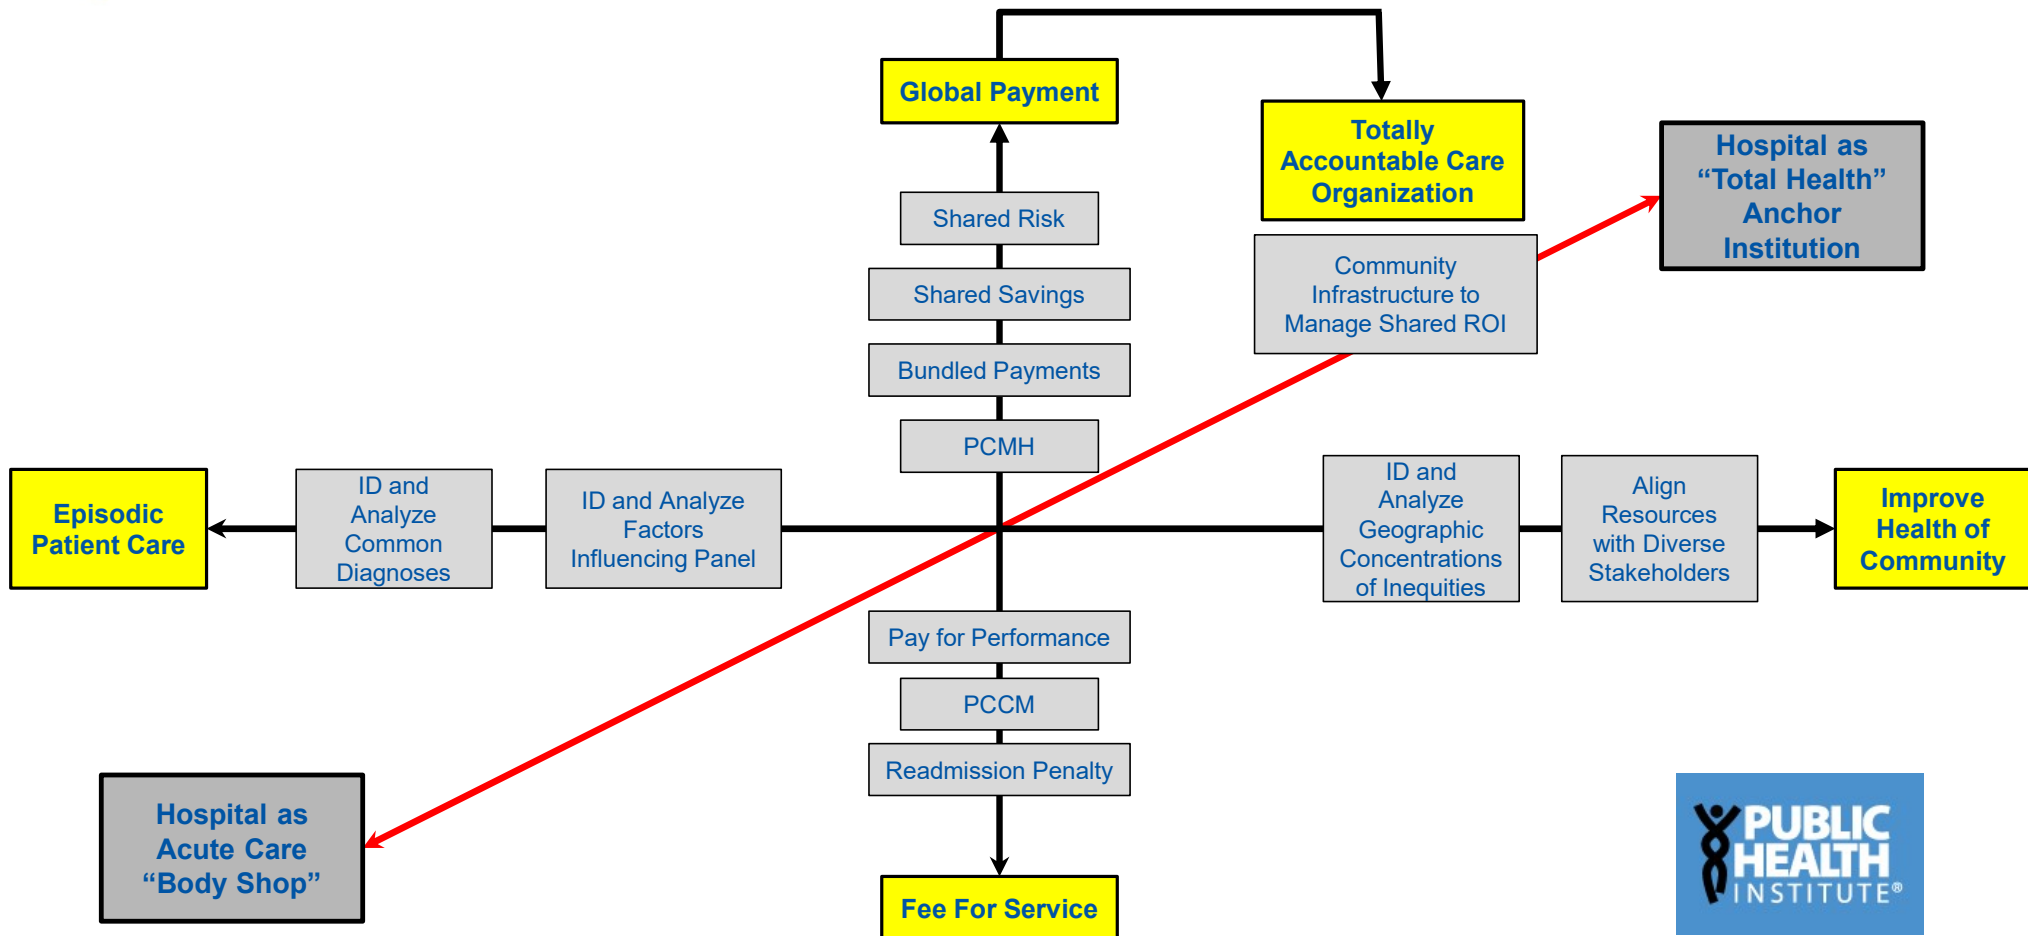 Global Payment
Totally
Accountable Care
Organization
Hospital as
“Total Health”
Anchor
Institution
Shared Risk
Community
Infrastructure to
Manage Shared ROI
Shared Savings
Bundled Payments
PCMH
Episodic
Patient Care
ID and
Analyze
Common
Diagnoses
ID and Analyze
Factors
Influencing Panel
ID and
Analyze
Geographic
Concentrations
of Inequities
Align
Resources
with Diverse
Stakeholders
Improve
Health of
Community
Pay for Performance
PCCM
Readmission Penalty
Hospital as
Acute Care
“Body Shop”
Fee For Service
PUBLIC
HEALTH
INSTITUTE®